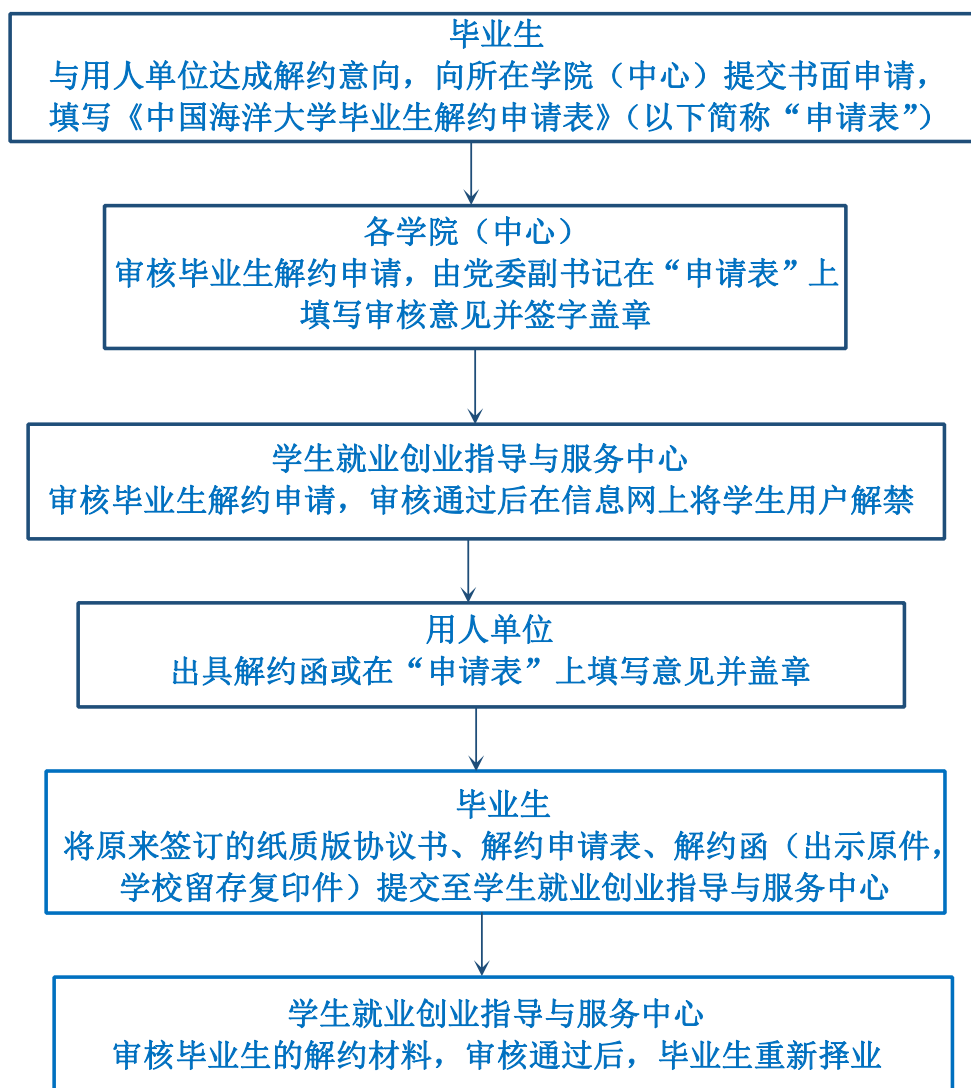 毕业生
与用人单位达成解约意向，向所在学院（中心）提交书面申请，
填写《中国海洋大学毕业生解约申请表》（以下简称“申请表”）
各学院（中心）
审核毕业生解约申请，由党委副书记在“申请表”上
填写审核意见并签字盖章
学生就业创业指导与服务中心
审核毕业生解约申请，审核通过后在信息网上将学生用户解禁
用人单位
出具解约函或在“申请表”上填写意见并盖章
毕业生
将原来签订的纸质版协议书、解约申请表、解约函（出示原件，
学校留存复印件）提交至学生就业创业指导与服务中心
学生就业创业指导与服务中心
审核毕业生的解约材料，审核通过后，毕业生重新择业